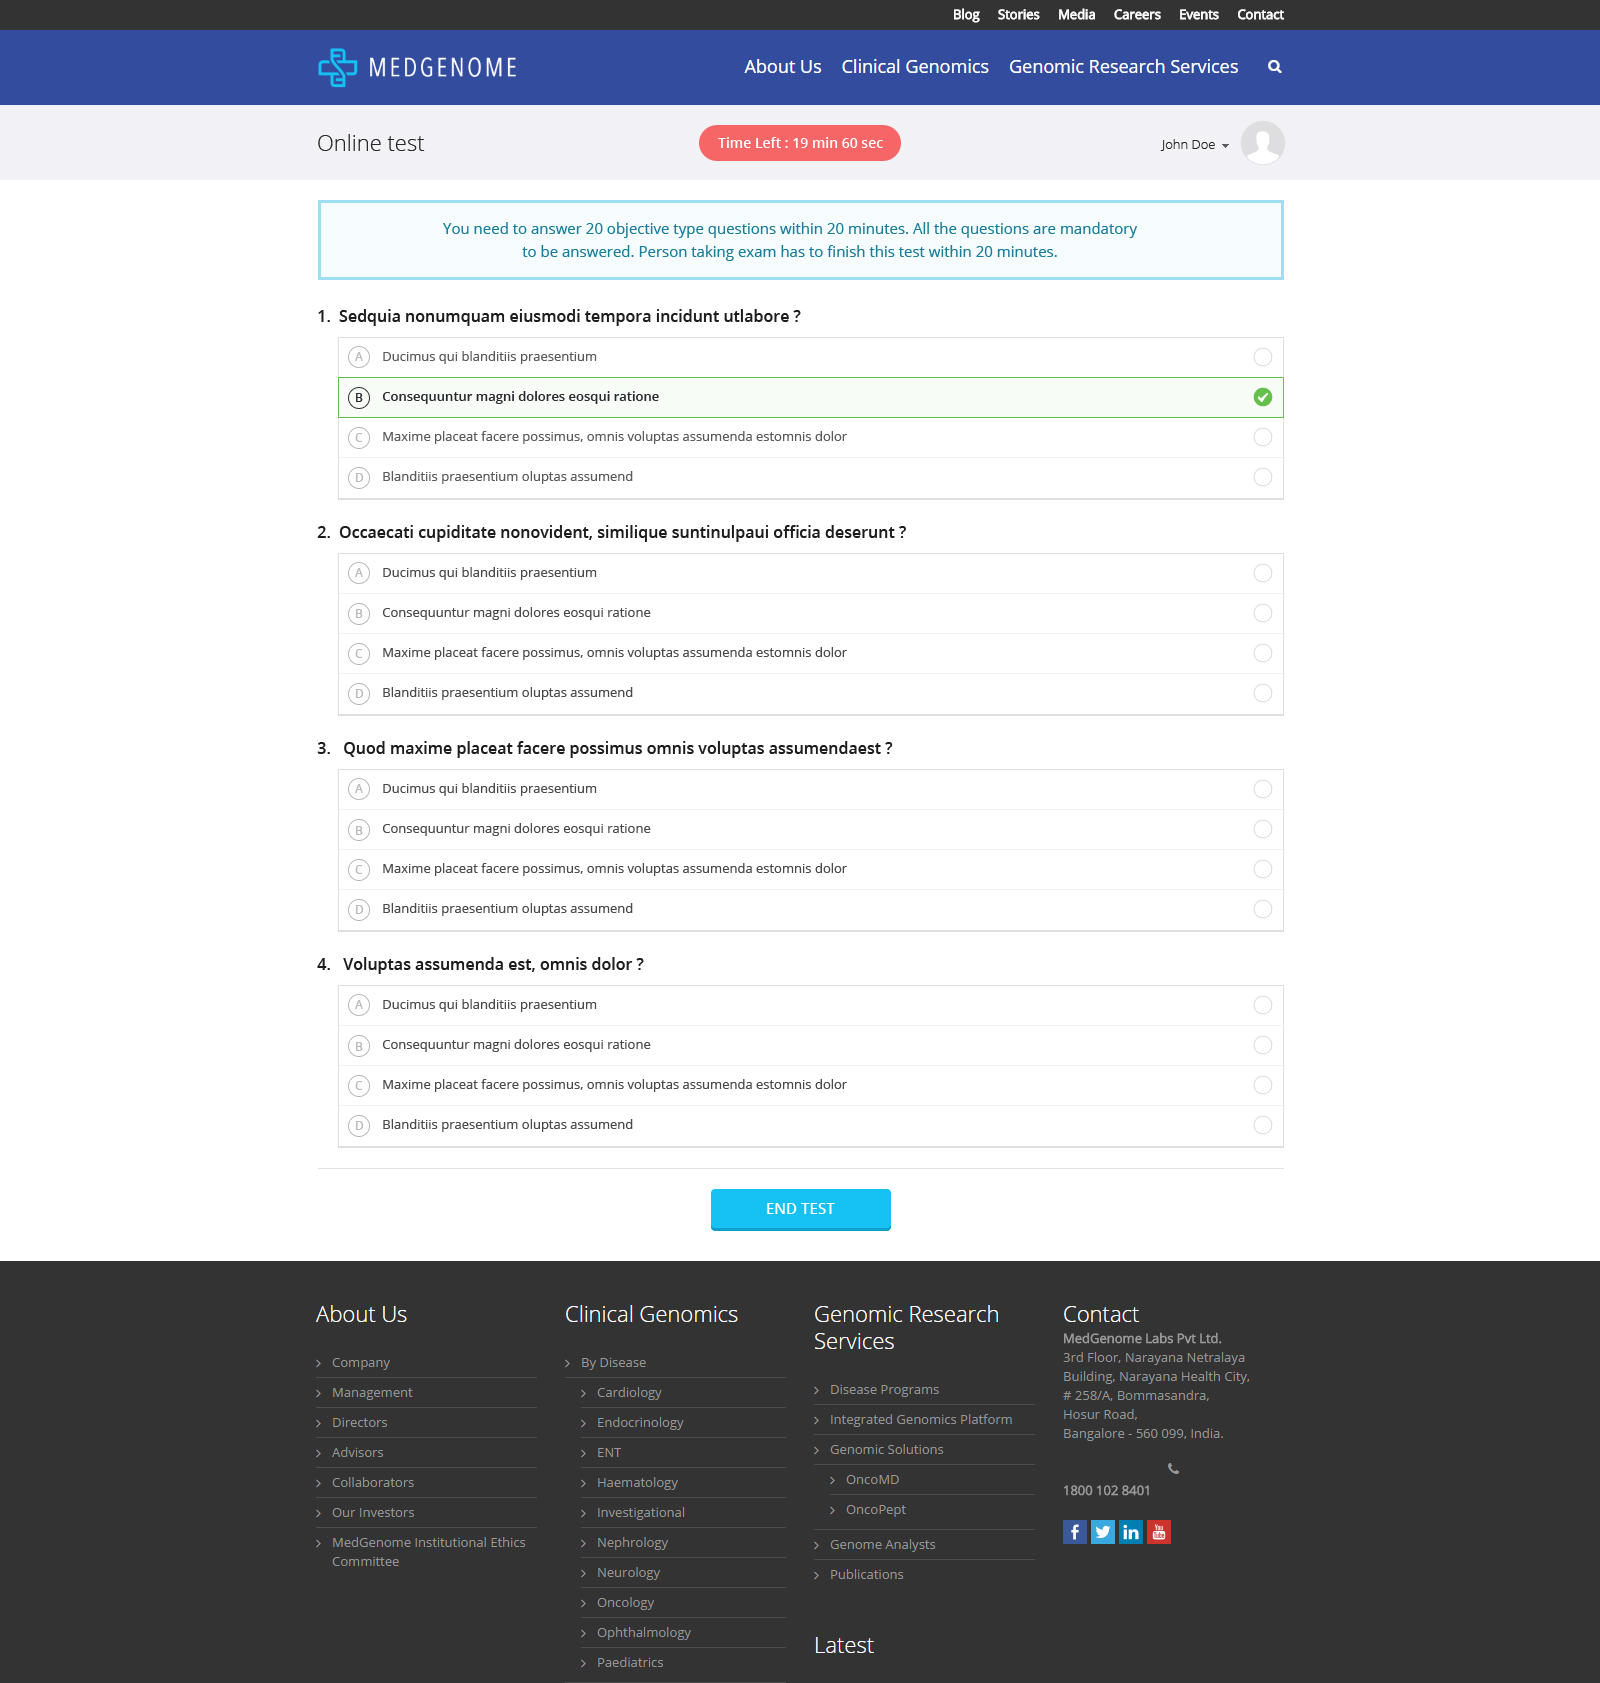 Blog Stories Media Careers Events Contact
MEDGENOME
About Us Clinical Genomics Genomic Research Services
Online test
Time Left : 19 min 60 sec
John Doe
You need to answer 20 objective type questions within 20 minutes. All the questions are mandatory
to be answered. Person taking exam has to finish this test within 20 minutes.
1. Sedquia nonumquam eiusmodi tempora incidunt utlabore ?
A Ducimus qui blanditiis praesentium
B Consequuntur magni dolores eosqui ratione
C Maxime placeat facere possimus, omnis voluptas assumenda estomnis dolor
D Blanditiis praesentium oluptas assumend
2. Occaecati cupiditate nonovident, similique suntinulpaui officia deserunt ?
A Ducimus qui blanditiis praesentium
B Consequuntur magni dolores eosqui ratione
C Maxime placeat facere possimus, omnis voluptas assumenda estomnis dolor
D Blanditiis praesentium oluptas assumend
3. Quod maxime placeat facere possimus omnis voluptas assumendaest ?
A Ducimus qui blanditiis praesentium
B Consequuntur magni dolores eosqui ratione
C Maxime placeat facere possimus, omnis voluptas assumenda estomnis dolor
D Blanditiis praesentium oluptas assumend
4. Voluptas assumenda est, omnis dolor ?
A Ducimus qui blanditiis praesentium
B Consequuntur magni dolores eosqui ratione
C Maxime placeat facere possimus, omnis voluptas assumenda estomnis dolor
D Blanditiis praesentium oluptas assumend
END TEST
About Us
Company
Management
Directors
Advisors
Collaborators
Our Investors
MedGenome Institutional Ethics
Committee
Clinical Genomics
By Disease
Cardiology
Endocrinology
ENT
Haematology
Investigational
Nephrology
Neurology
Oncology
Ophthalmology
Paediatrics
Genomic Research
Services
Disease Programs
Integrated Genomics Platform
Genomic Solutions
OncoMD
OncoPept
Genome Analysts
Publications
Latest
Contact
MedGenome Labs Pvt Ltd.
3rd Floor, Narayana Netralaya
Building, Narayana Health City,
# 258/A, Bommasandra,
Hosur Road,
Bangalore - 560 099, India.
1800 102 8401
f in You Tube